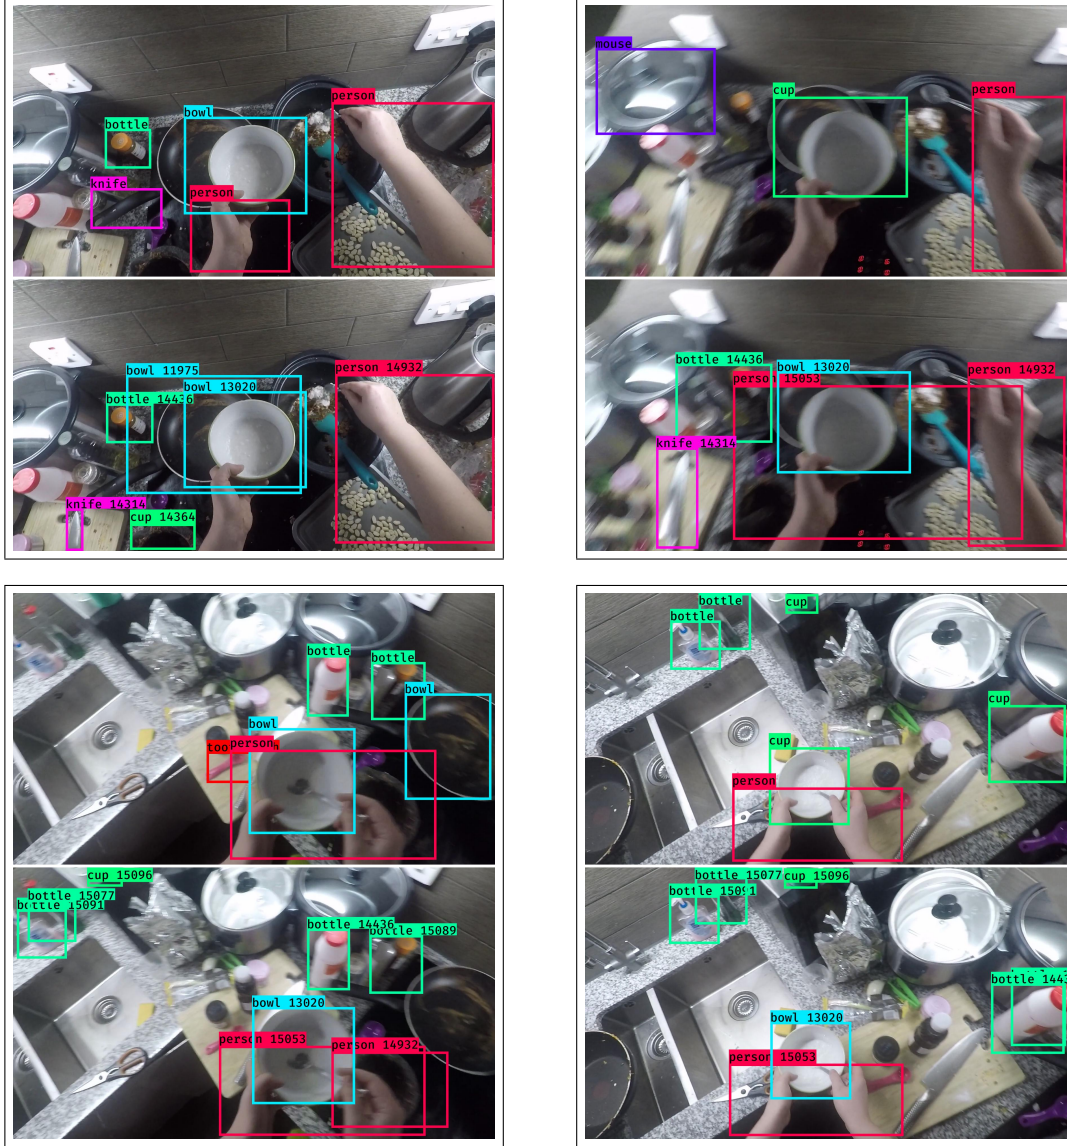 person
bowl
bottle
knife
person
person 14932
bowl 11975
bowl 13020
bottle 14436
knife 14314
cup 14364
mouse
person
cup
bottle 14436
bowl 13020
person 14932
person 15053
knife 14314
bottle
bottle
bowl
bowl
person
cup 15096
bottle 15077
bottle 15091
bottle 14436
bottle 15089
bowl 13020
person 15053
person 14932
bottle
cup
bottle
cup
cup
person
bottle 15077
cup 15096
bottle 15091
bowl 13020
person 15053